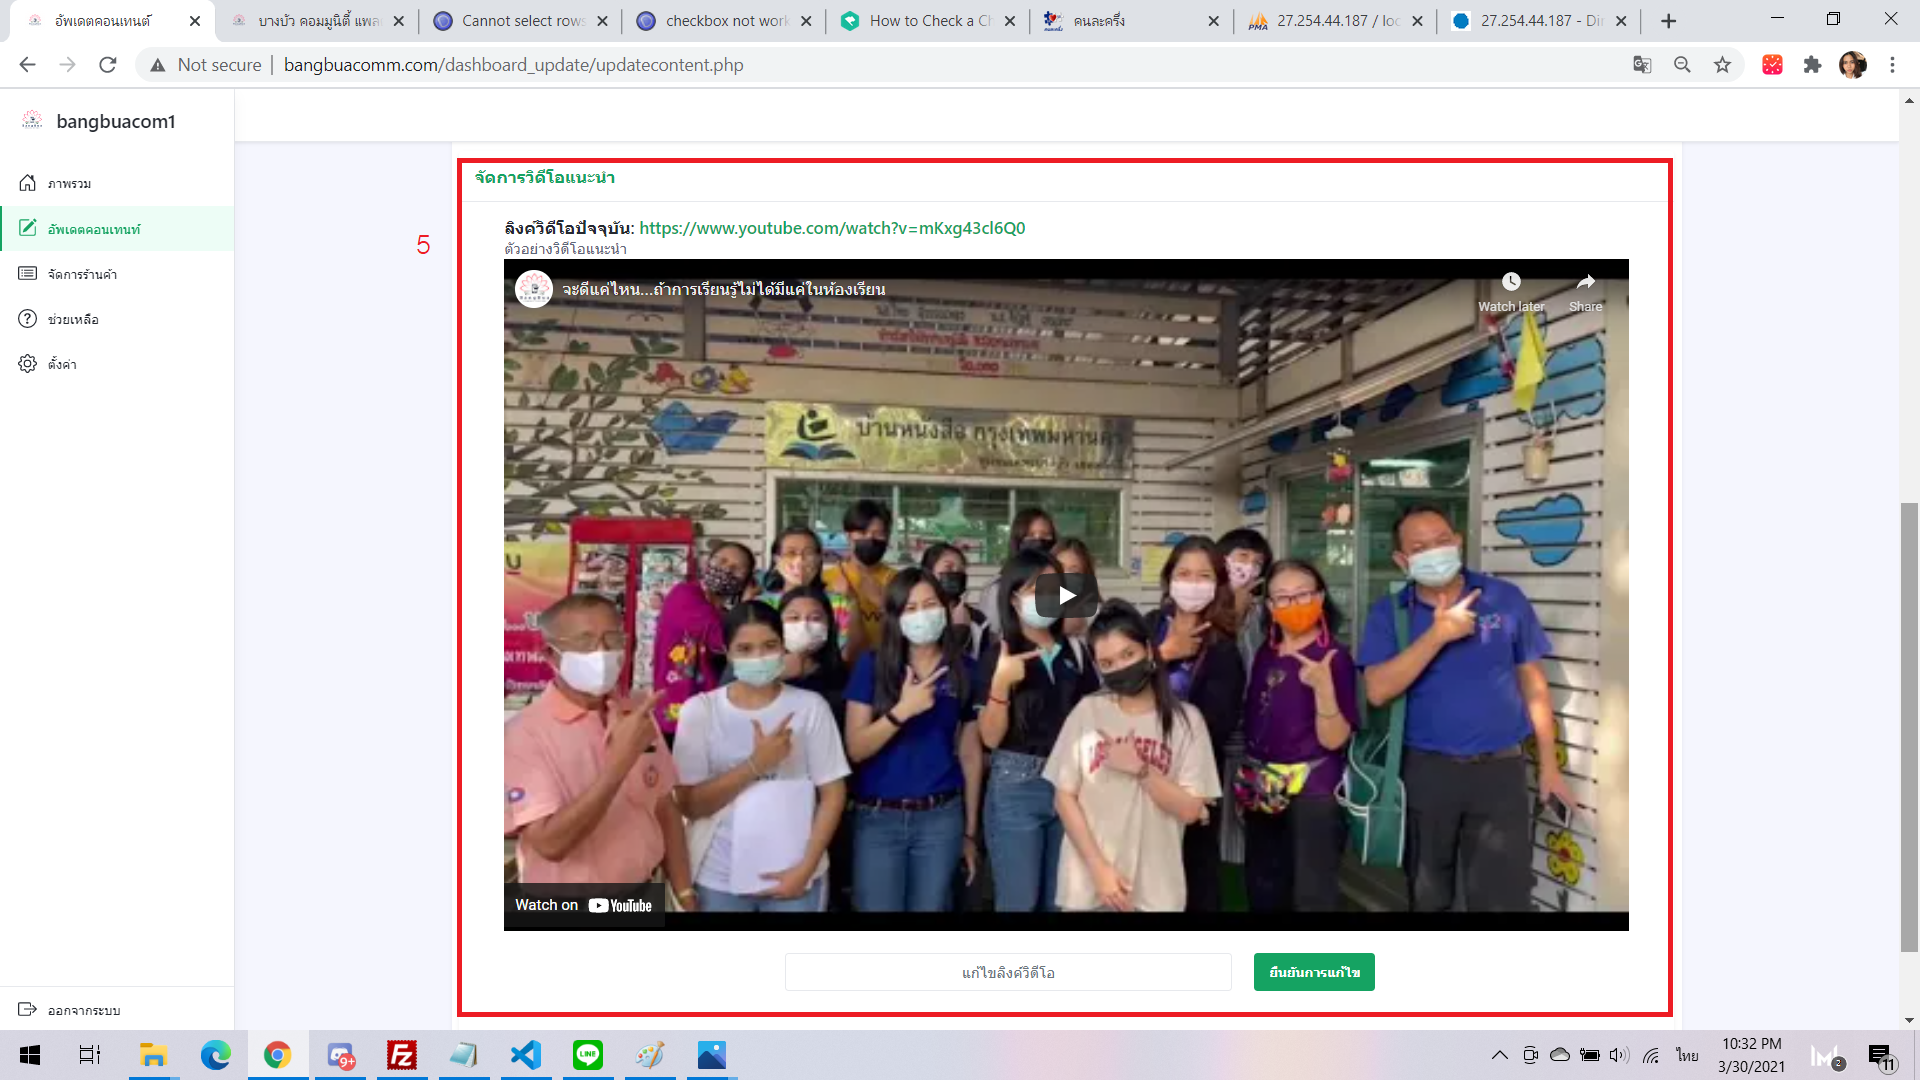 อัพเดตคอนเทนต์
บางบัว คอมมูนิตี้ แพล
Cannot select rows
checkbox not work
How to Check a Ch
คนละครึ่ง
27.254.44.187 / loc
27.254.44.187 - Dir
Not secure
bangbuacomm.com/dashboard_update/updatecontent.php
bangbuacom1
ภาพรวม
อัพเดตคอนเทนท์
จัดการร้านค้า
ช่วยเหลือ
ตั้งค่า
ออกจากระบบ
5
จัดการวิดีโอแนะนำ
ลิงค์วิดีโอปัจจุบัน: https://www.youtube.com/watch?v=mKxg43cl6Q0
ตัวอย่างวิดีโอแนะนำ
จะดีแค่ไหน...ถ้าการเรียนรู้ไม่ได้มีแค่ในห้องเรียน
Watch later
Share
บ้านหนังสือ กรุงเทพมหานคร
Watch on YouTube
แก้ไขลิงค์วิดีโอ
ยืนยันการแก้ไข
9+
LINE
ไทย
10:32 PM
3/30/2021
2
11